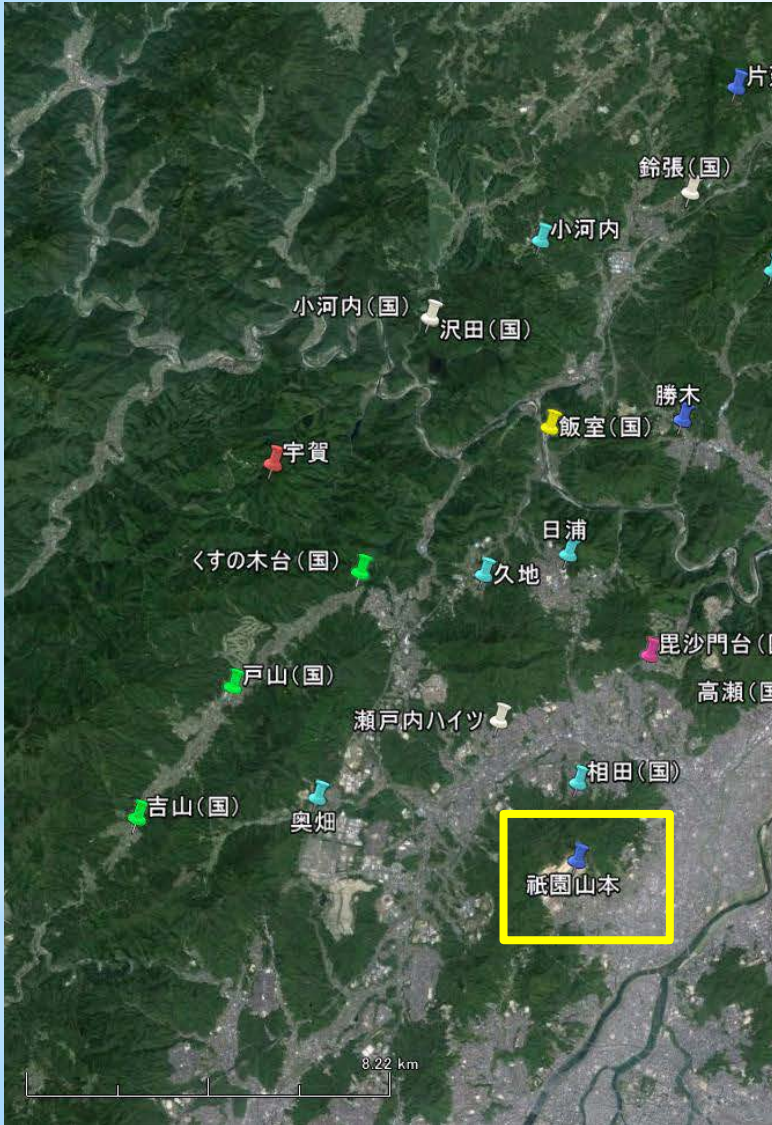 片
鈴張(国)
小河内
小河内(国)
沢田(国)
勝木
飯室(国)
宇賀
日浦
くすの木台(国)
久地
毘沙門台(
戸山(国)
高瀬(国
瀬戸内ハイツ
相田(国)
吉山(国)
奥畑
祇園山本
8.22 km